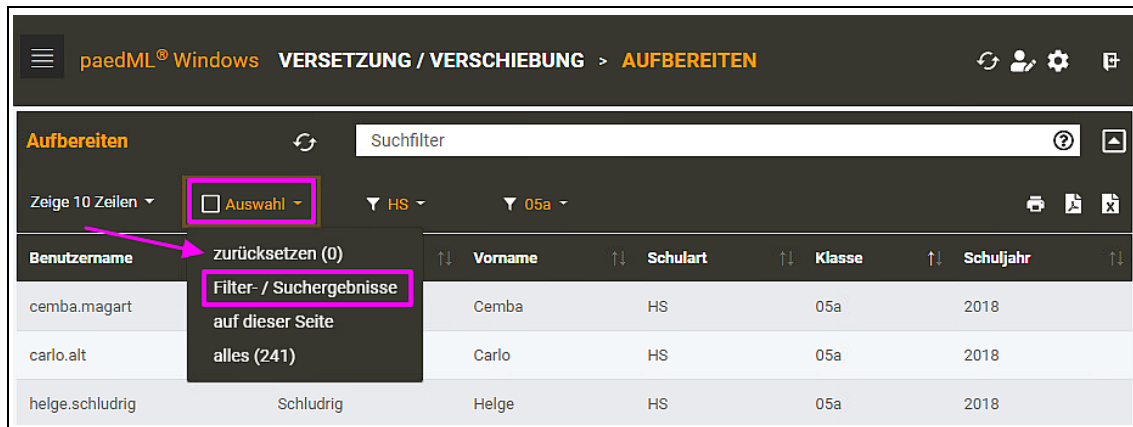 paedML® Windows VERSETZUNG / VERSCHIEBUNG > AUFBEREITEN
Aufbereiten Suchfilter
Zeige 10 Zeilen Auswahl HS 05a
zurücksetzen (0)
Filter- / Suchergebnisse
auf dieser Seite
alles (241)
Benutzername Vorname Schulart Klasse Schuljahr
cemba.magart Cemba HS 05a 2018
carlo.alt Carlo HS 05a 2018
helge.schludrig Schludrig Helge HS 05a 2018